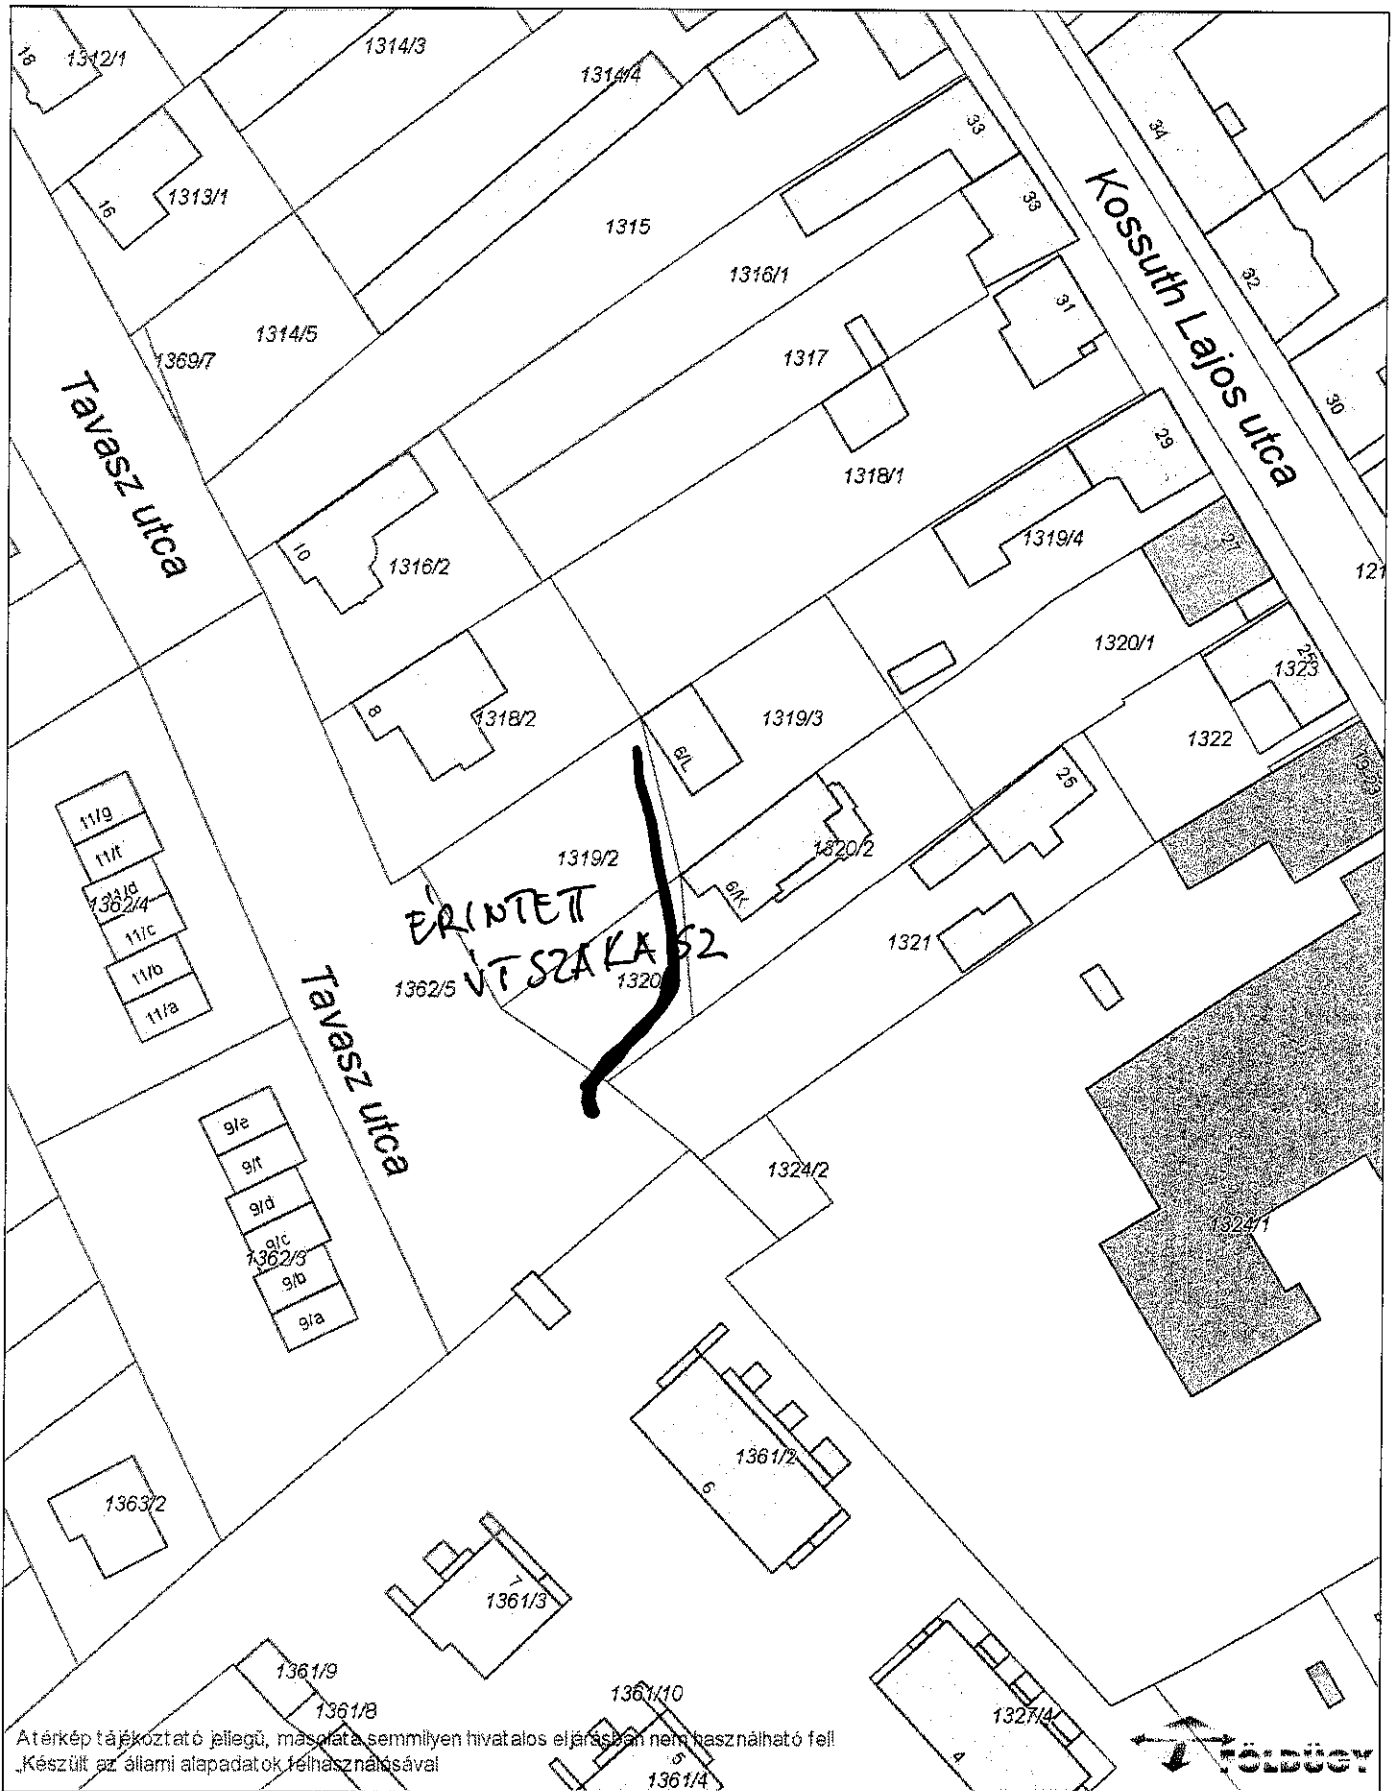 18
1312/1
1314/3
1314/4
33
34
16
1313/1
1315
33
Kossuth Lajos utca
1316/1
32
31
1314/5
1369/7
1317
30
Tavasz utca
29
1318/1
1319/4
27
10
1316/2
121
1320/1
25
1323
8
1318/2
1319/3
1322
6/L
19-23
25
11/g
11/f
1319/2
1320/2
11/d
1362/4
6/K
ÉRINTETT
ÚTSZAKASZ
11/c
1321
11/b
1362/5
1320
11/a
Tavasz utca
9/e
9/f
1324/2
9/d
1324/1
9/c
1362/3
9/b
9/a
1361/2
6
1363/2
7
1361/3
1361/9
1361/8
1361/10
1327/4
A térkép tájékoztató jellegű, másolata semmilyen hivatalos eljárásban nem használható fel!
„Készült az állami alapadatok felhasználásával
5
4
1361/4
FÖLDÜGY